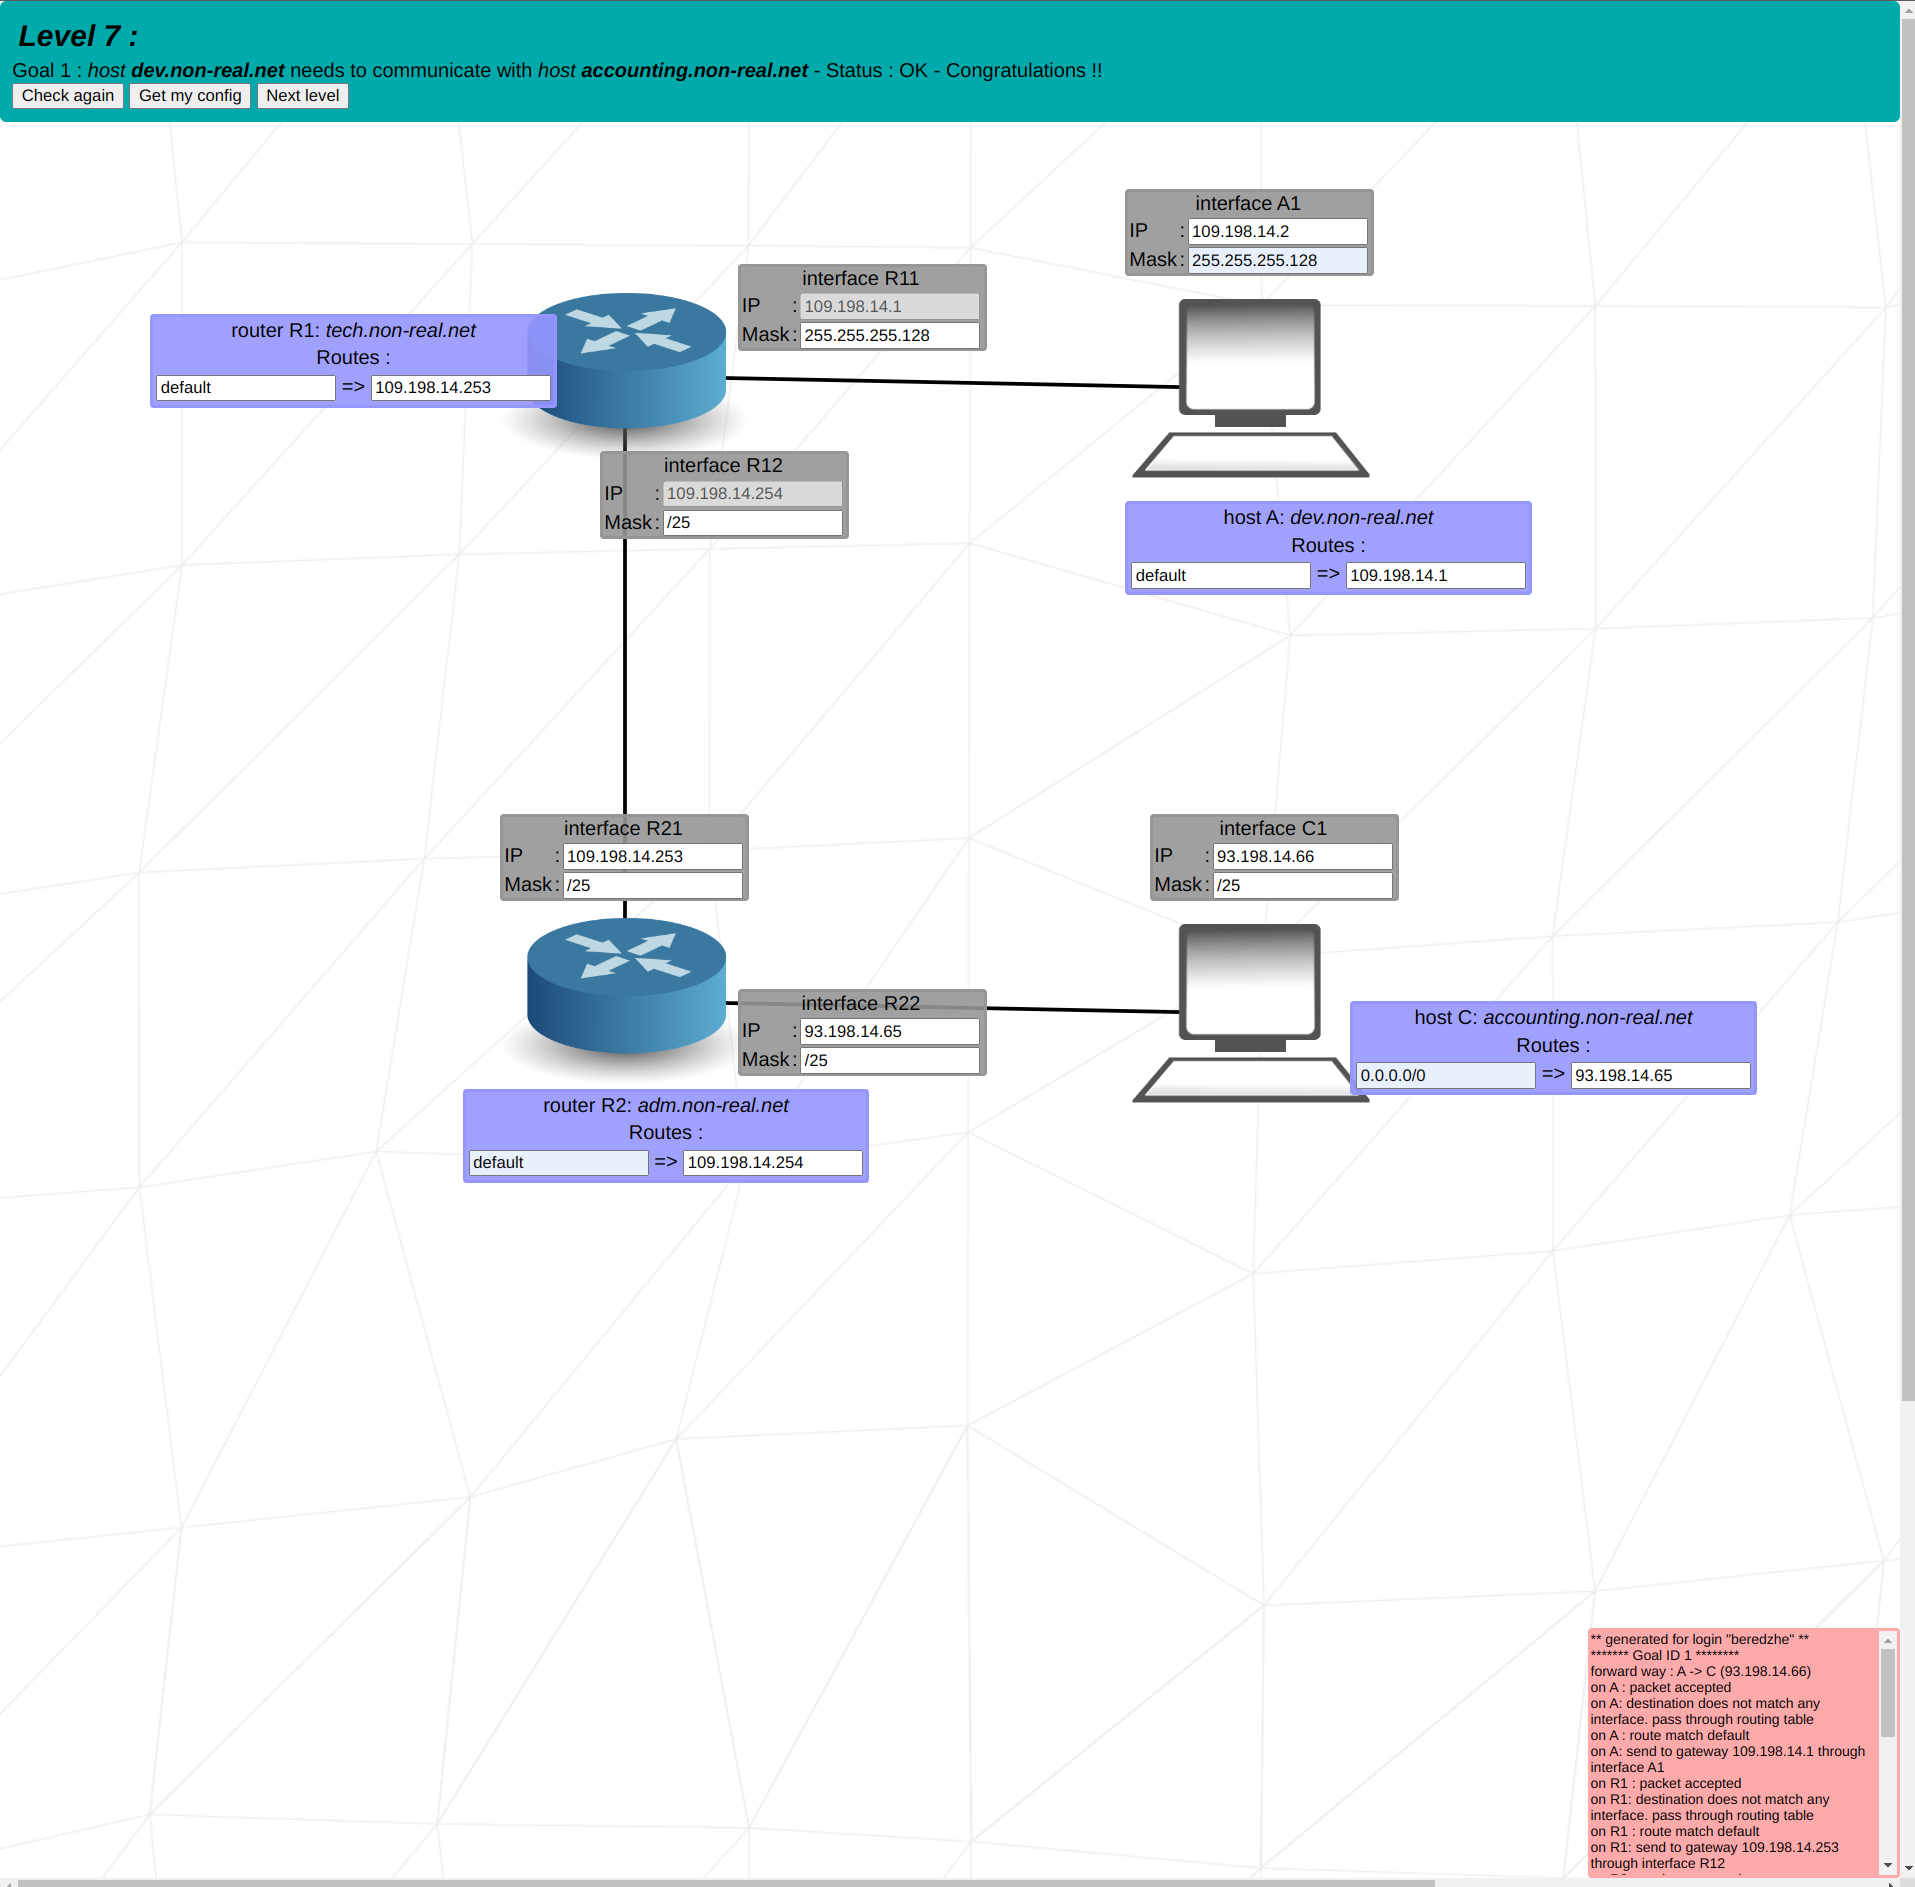 Level 7 :
Goal 1 : host dev.non-real.net needs to communicate with host accounting.non-real.net - Status : OK - Congratulations !!
Check again Get my config Next level
interface A1
IP : 109.198.14.2
Mask : 255.255.255.128
interface R11
IP : 109.198.14.1
Mask : 255.255.255.128
router R1: tech.non-real.net
Routes :
default => 109.198.14.253
interface R12
IP : 109.198.14.254
Mask : /25
host A: dev.non-real.net
Routes :
default => 109.198.14.1
interface R21
IP : 109.198.14.253
Mask : /25
interface C1
IP : 93.198.14.66
Mask : /25
interface R22
IP : 93.198.14.65
Mask : /25
host C: accounting.non-real.net
Routes :
0.0.0.0/0 => 93.198.14.65
router R2: adm.non-real.net
Routes :
default => 109.198.14.254
** generated for login "beredzhe" **
******* Goal ID 1 ********
forward way : A -> C (93.198.14.66)
on A : packet accepted
on A: destination does not match any
interface. pass through routing table
on A : route match default
on A: send to gateway 109.198.14.1 through
interface A1
on R1 : packet accepted
on R1: destination does not match any
interface. pass through routing table
on R1 : route match default
on R1: send to gateway 109.198.14.253
through interface R12